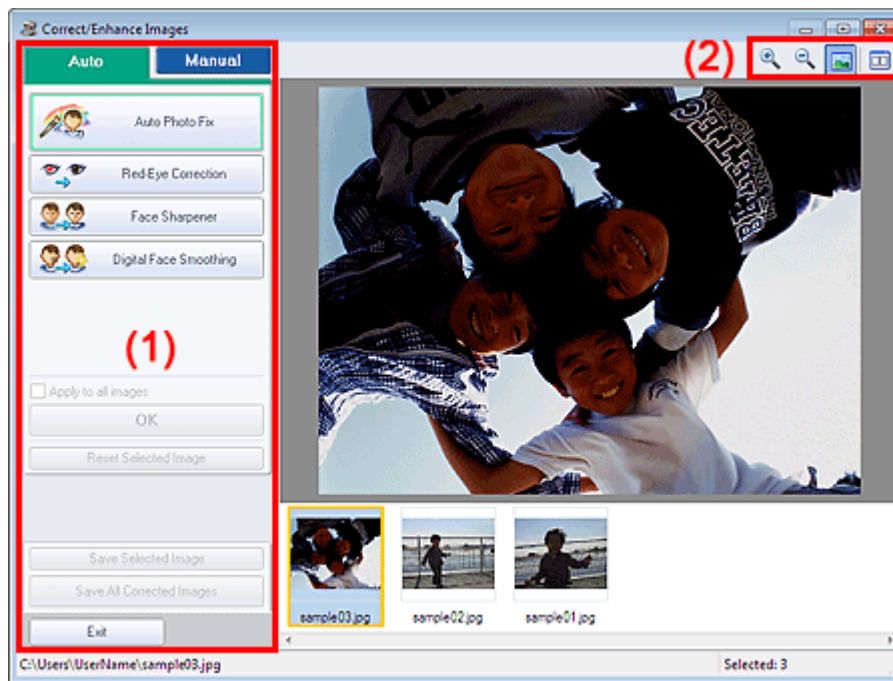 Correct/Enhance Images
Auto
Manual
(2)
Auto Photo Fix
Red-Eye Correction
Face Sharpener
Digital Face Smoothing
(1)
Apply to all images
OK
Reset Selected Image
Save Selected Image
Save All Corrected Images
Exit
sample03.jpg
sample02.jpg
sample01.jpg
C:\Users\UserName\sample03.jpg
Selected: 3